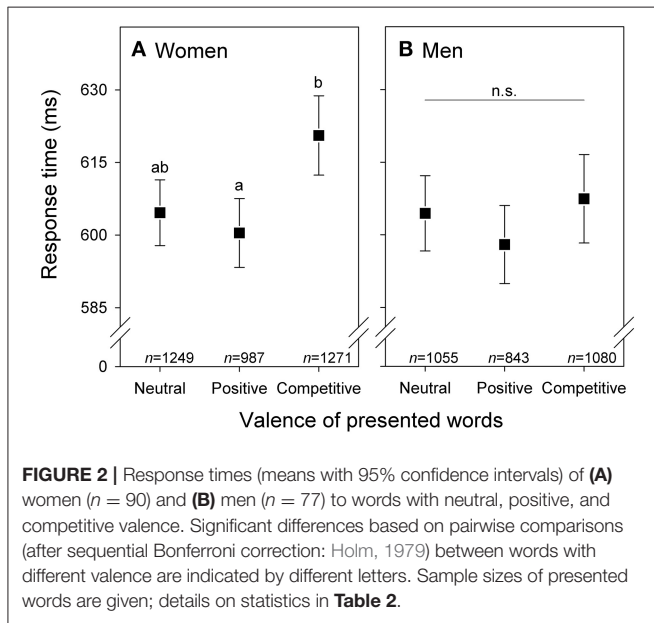 A Women
B Men
Response time (ms)
630
615
600
585
0
ab
a
b
n.s.
n=1249
n=987
n=1271
n=1055
n=843
n=1080
Neutral
Positive
Competitive
Neutral
Positive
Competitive
Valence of presented words
FIGURE 2 | Response times (means with 95% confidence intervals) of (A)
women (n = 90) and (B) men (n = 77) to words with neutral, positive, and
competitive valence. Significant differences based on pairwise comparisons
(after sequential Bonferroni correction: Holm, 1979) between words with
different valence are indicated by different letters. Sample sizes of presented
words are given; details on statistics in Table 2.